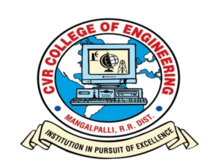 CVR COLLEGE OF ENGINEERING
MANGALPALLI, R.R. DIST.
INSTITUTION IN PURSUIT OF EXCELLENCE